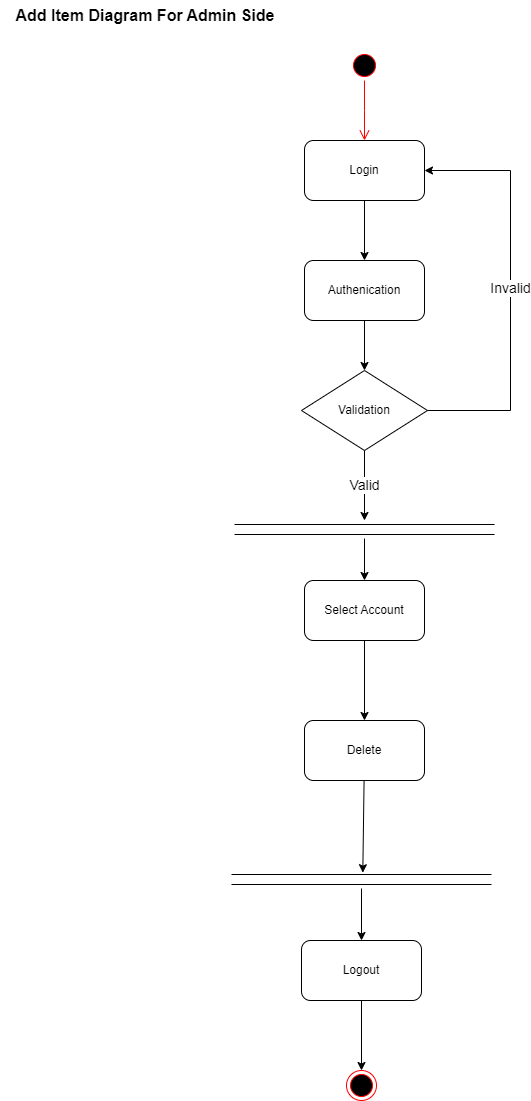 Add Item Diagram For Admin Side
Login
Authenication
Invalid
Validation
Valid
Select Account
Delete
Logout